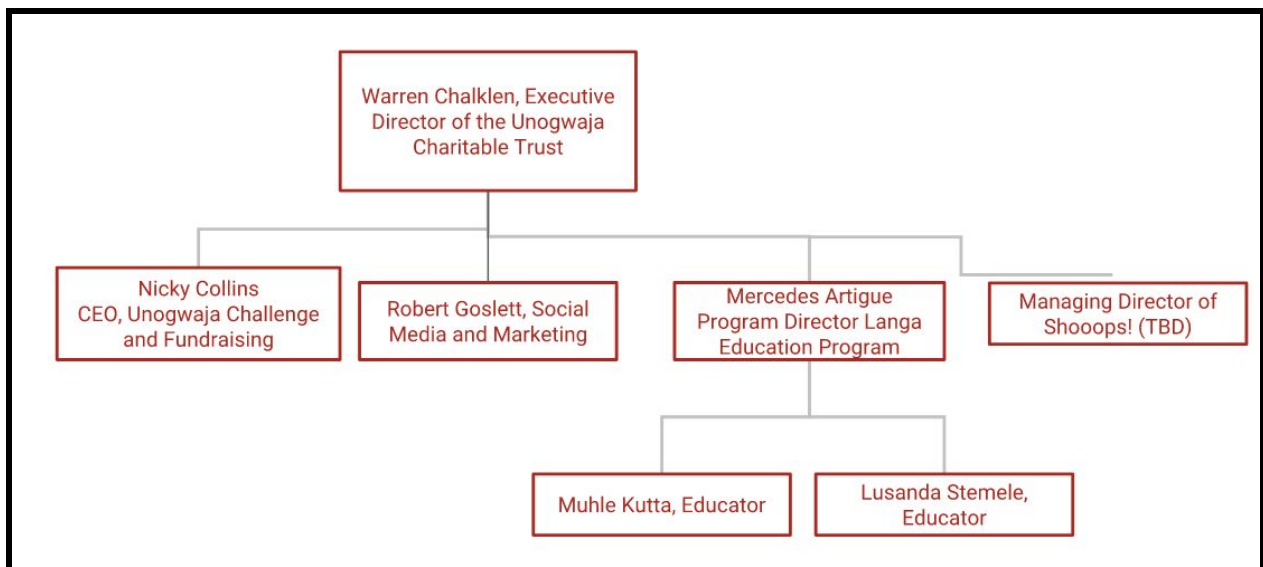 Warren Chalklen, Executive
Director of the Unogwaja
Charitable Trust
Nicky Collins
CEO, Unogwaja Challenge
and Fundraising
Robert Goslett, Social
Media and Marketing
Mercedes Artigue
Program Director Langa
Education Program
Managing Director of
Shooops! (TBD)
Muhle Kutta, Educator
Lusanda Stemele,
Educator